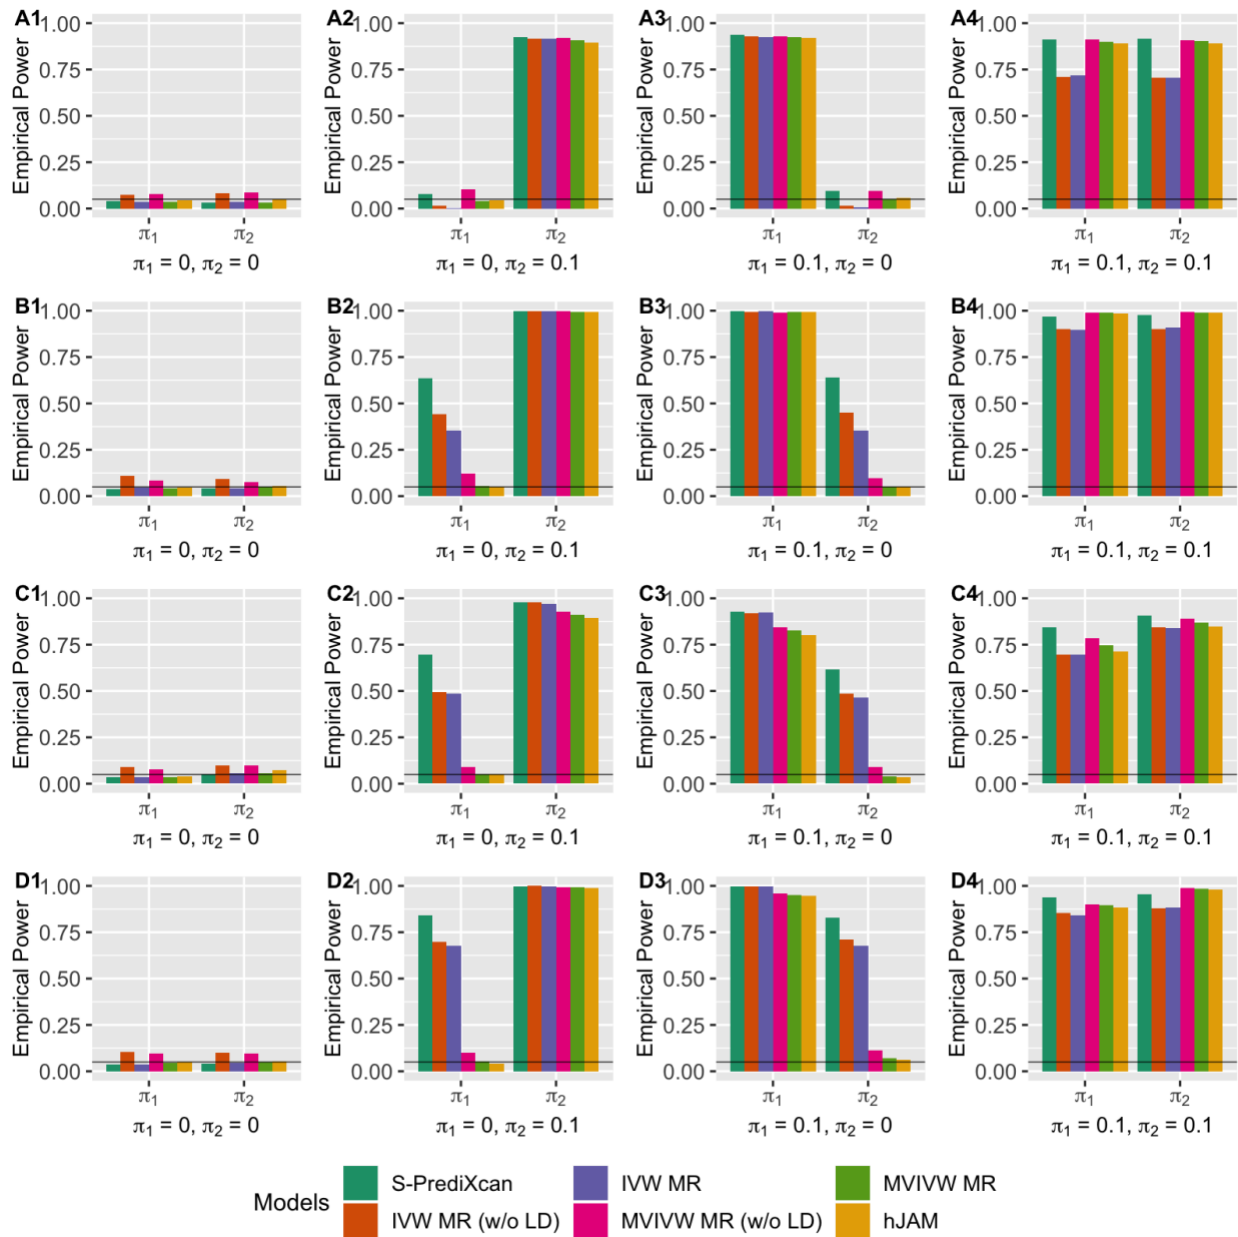 A1 A2 A3 A4
Empirical Power Empirical Power Empirical Power Empirical Power
1.00 1.00 1.00 1.00
0.75 0.75 0.75 0.75
0.50 0.50 0.50 0.50
0.25 0.25 0.25 0.25
0.00 0.00 0.00 0.00
π₁ π₂ π₁ π₂ π₁ π₂ π₁ π₂
π₁ = 0, π₂ = 0 π₁ = 0, π₂ = 0.1 π₁ = 0.1, π₂ = 0 π₁ = 0.1, π₂ = 0.1
B1 B2 B3 B4
Empirical Power Empirical Power Empirical Power Empirical Power
1.00 1.00 1.00 1.00
0.75 0.75 0.75 0.75
0.50 0.50 0.50 0.50
0.25 0.25 0.25 0.25
0.00 0.00 0.00 0.00
π₁ π₂ π₁ π₂ π₁ π₂ π₁ π₂
π₁ = 0, π₂ = 0 π₁ = 0, π₂ = 0.1 π₁ = 0.1, π₂ = 0 π₁ = 0.1, π₂ = 0.1
C1 C2 C3 C4
Empirical Power Empirical Power Empirical Power Empirical Power
1.00 1.00 1.00 1.00
0.75 0.75 0.75 0.75
0.50 0.50 0.50 0.50
0.25 0.25 0.25 0.25
0.00 0.00 0.00 0.00
π₁ π₂ π₁ π₂ π₁ π₂ π₁ π₂
π₁ = 0, π₂ = 0 π₁ = 0, π₂ = 0.1 π₁ = 0.1, π₂ = 0 π₁ = 0.1, π₂ = 0.1
D1 D2 D3 D4
Empirical Power Empirical Power Empirical Power Empirical Power
1.00 1.00 1.00 1.00
0.75 0.75 0.75 0.75
0.50 0.50 0.50 0.50
0.25 0.25 0.25 0.25
0.00 0.00 0.00 0.00
π₁ π₂ π₁ π₂ π₁ π₂ π₁ π₂
π₁ = 0, π₂ = 0 π₁ = 0, π₂ = 0.1 π₁ = 0.1, π₂ = 0 π₁ = 0.1, π₂ = 0.1
Models
S-PrediXcan IVW MR MVIVW MR
IVW MR (w/o LD) MVIVW MR (w/o LD) hJAM